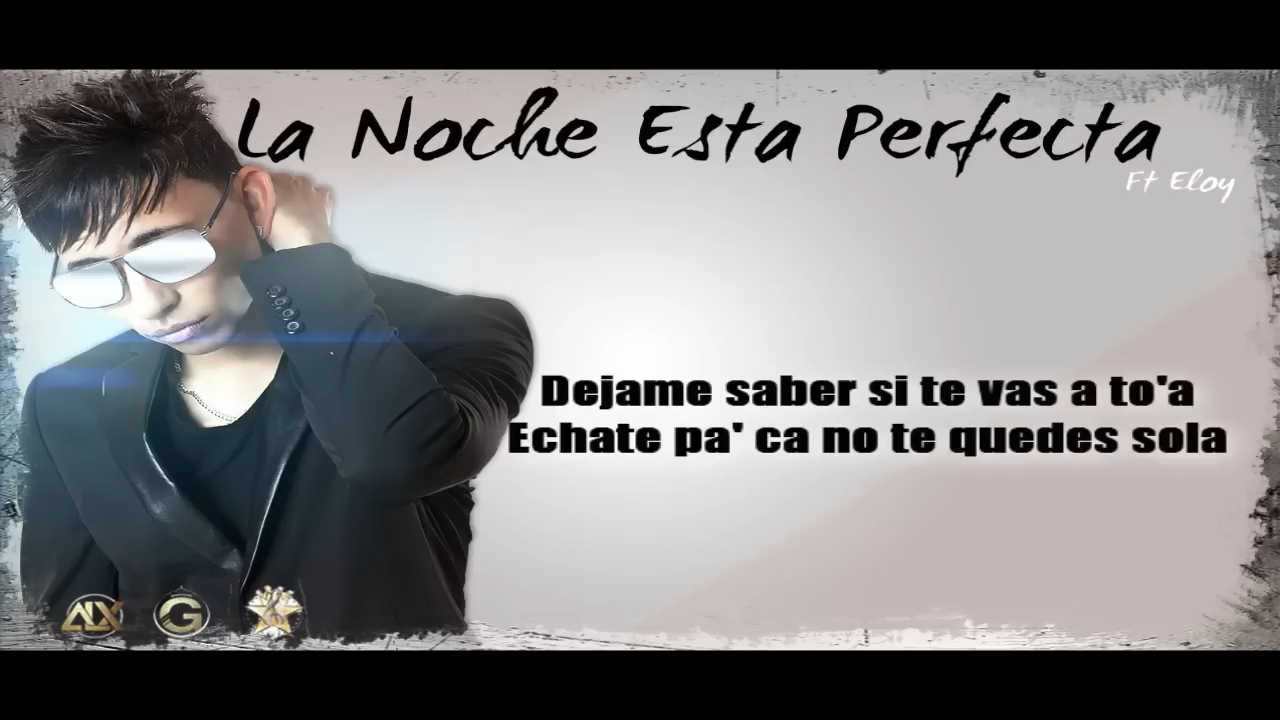 La Noche Esta Perfecta
Ft Eloy
Dejame saber si te vas a to'a
Echate pa' ca no te quedes sola
ALX G